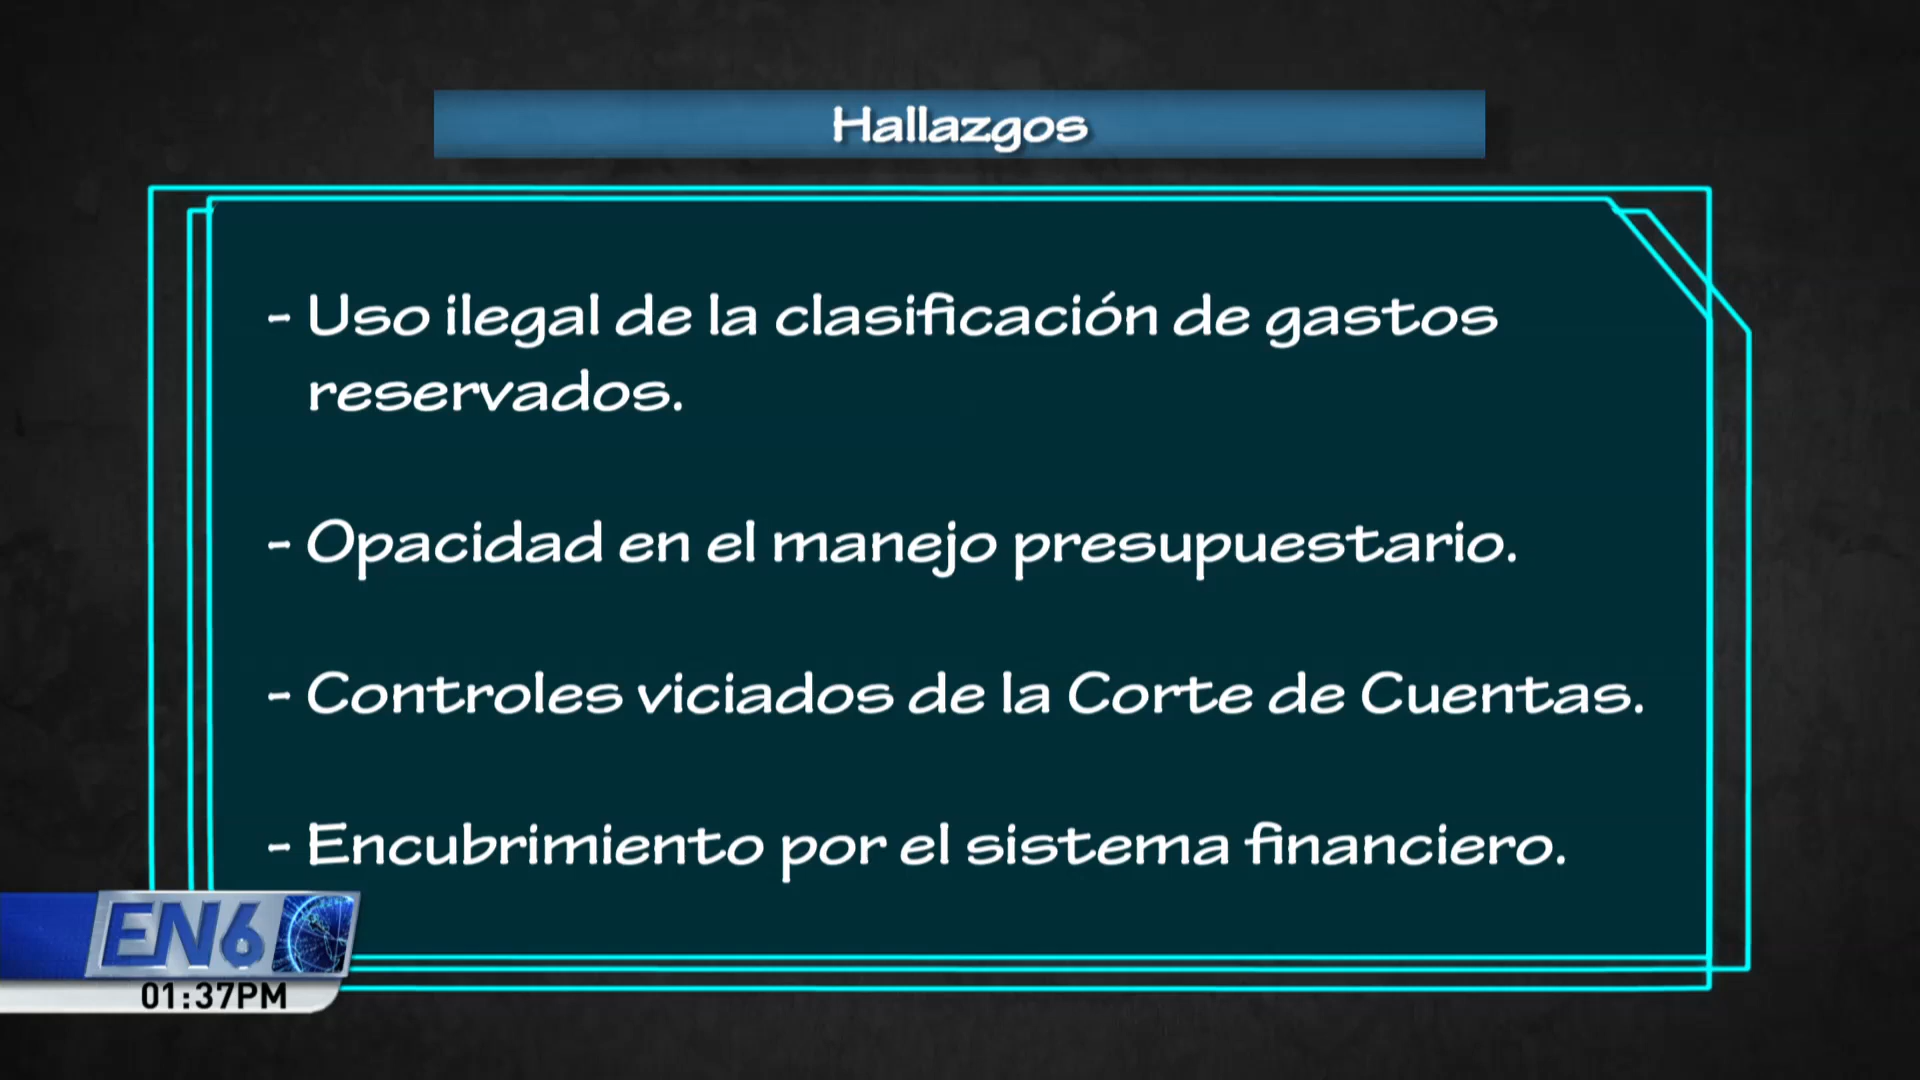 Hallazgos
- Uso ilegal de la clasificación de gastos
reservados.
- Opacidad en el manejo presupuestario.
- Controles viciados de la Corte de Cuentas.
- Encubrimiento por el sistema financiero.
EN6
01:37PM